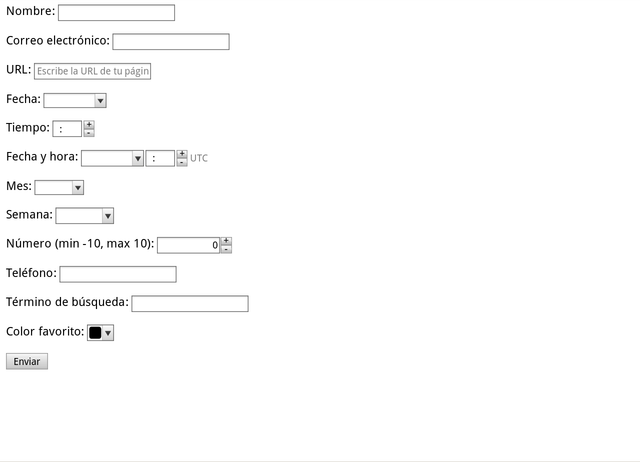 Nombre:
Correo electrónico:
URL: Escribe la URL de tu págin
Fecha:
Tiempo: : + -
Fecha y hora: : + - UTC
Mes:
Semana:
Número (min -10, max 10): 0 + -
Teléfono:
Término de búsqueda:
Color favorito:
Enviar